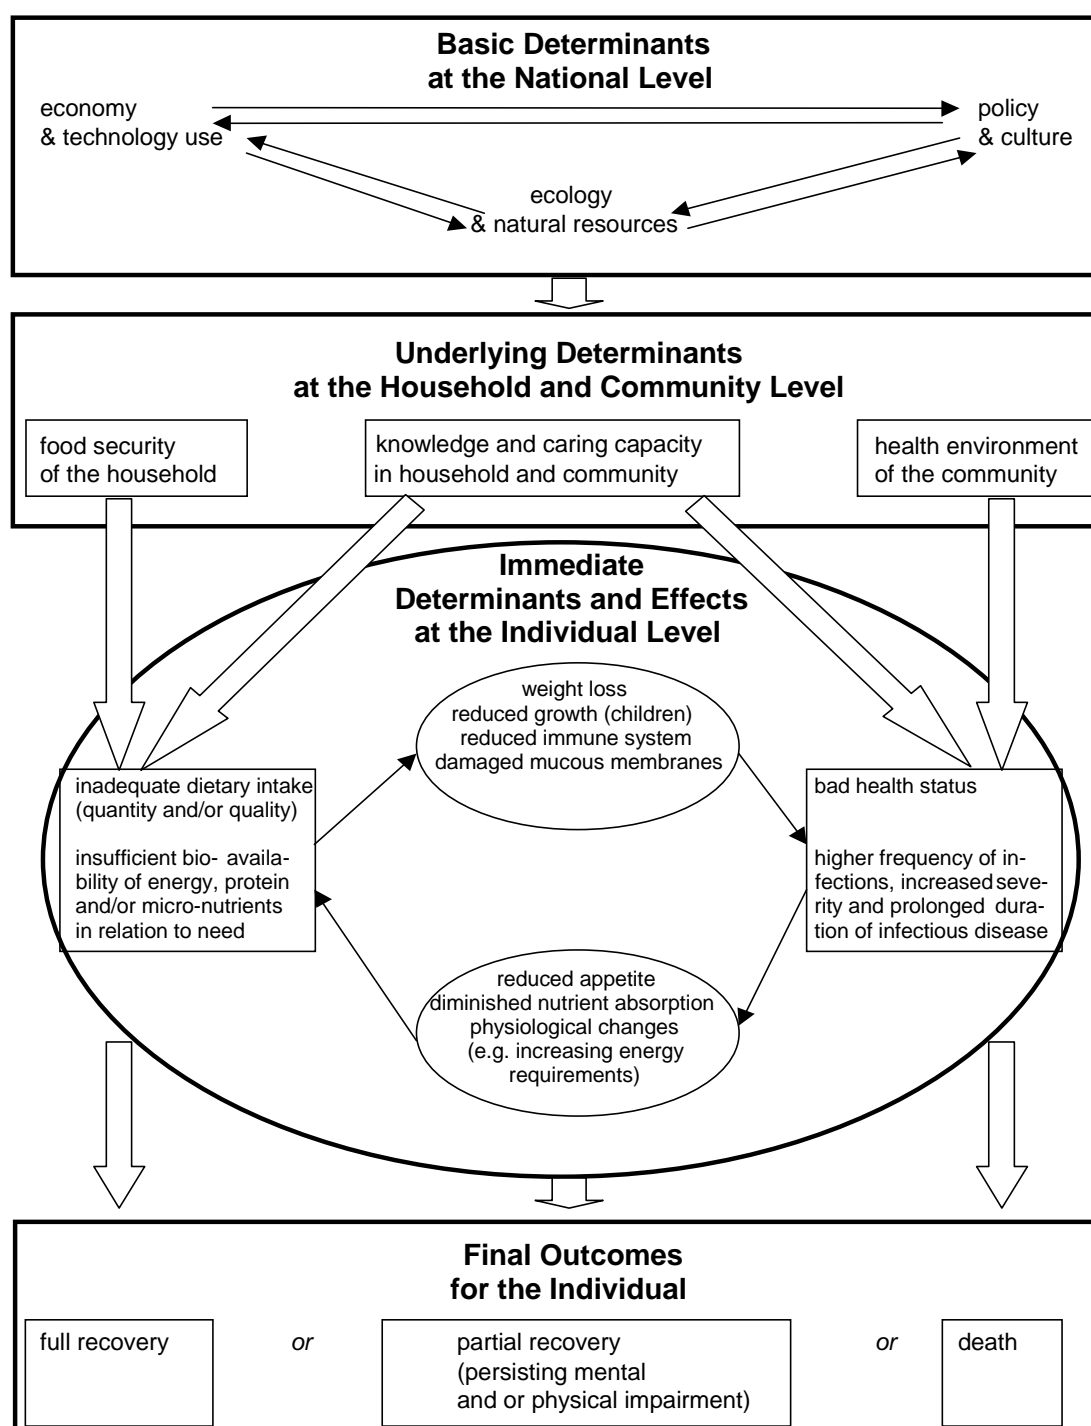 Basic Determinants
at the National Level
economy
& technology use
policy
& culture
ecology
& natural resources
Underlying Determinants
at the Household and Community Level
food security
of the household
knowledge and caring capacity
in household and community
health environment
of the community
Immediate
Determinants and Effects
at the Individual Level
weight loss
reduced growth (children)
reduced immune system
damaged mucous membranes
inadequate dietary intake
(quantity and/or quality)
insufficient bio- availa-
bility of energy, protein
and/or micro-nutrients
in relation to need
bad health status
higher frequency of in-
fections, increased seve-
rity and prolonged dura-
tion of infectious disease
reduced appetite
diminished nutrient absorption
physiological changes
(e.g. increasing energy
requirements)
Final Outcomes
for the Individual
full recovery
or
partial recovery
(persisting mental
and or physical impairment)
or
death